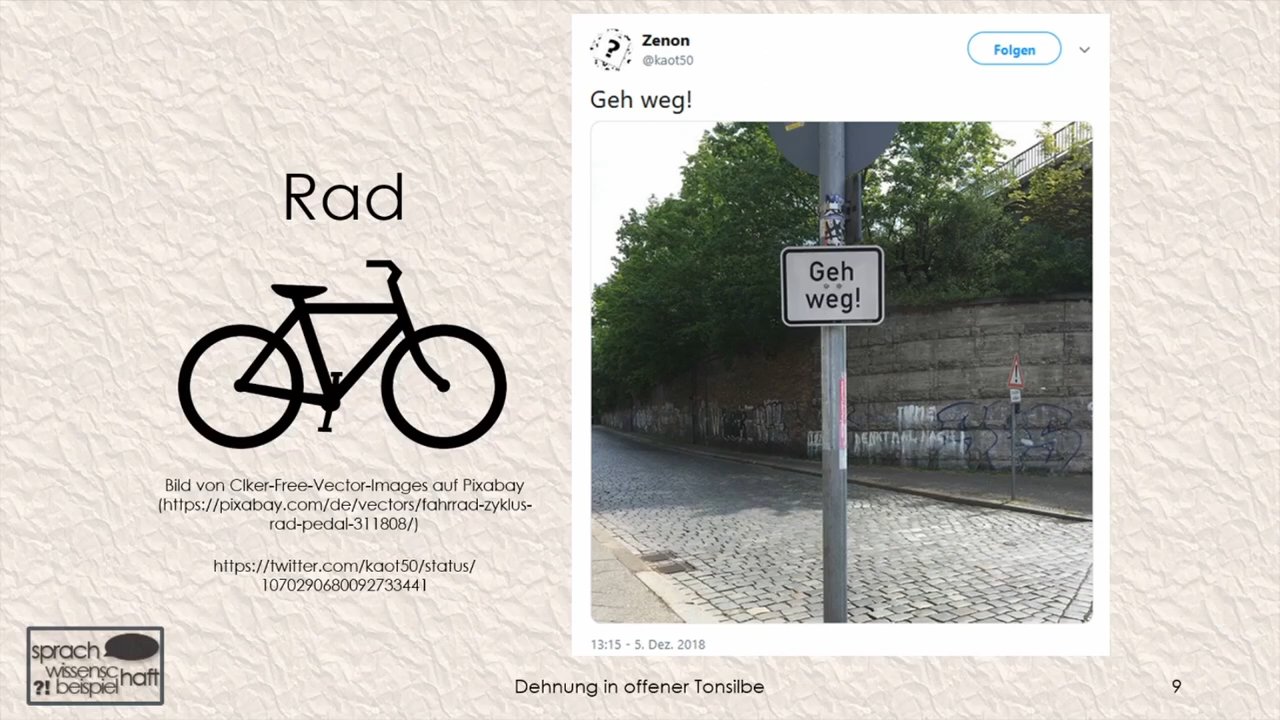 Rad
Bild von Clker-Free-Vector-Images auf Pixabay
(https://pixabay.com/de/vectors/fahrrad-zyklus-
rad-pedal-311808/)
https://twitter.com/kaot50/status/
1070290680092733441
Zenon
@kaot50
Folgen
Geh weg!
Geh
weg!
13:15 - 5. Dez. 2018
sprach
wissensc
haft
?! beispiel
Dehnung in offener Tonsilbe
9